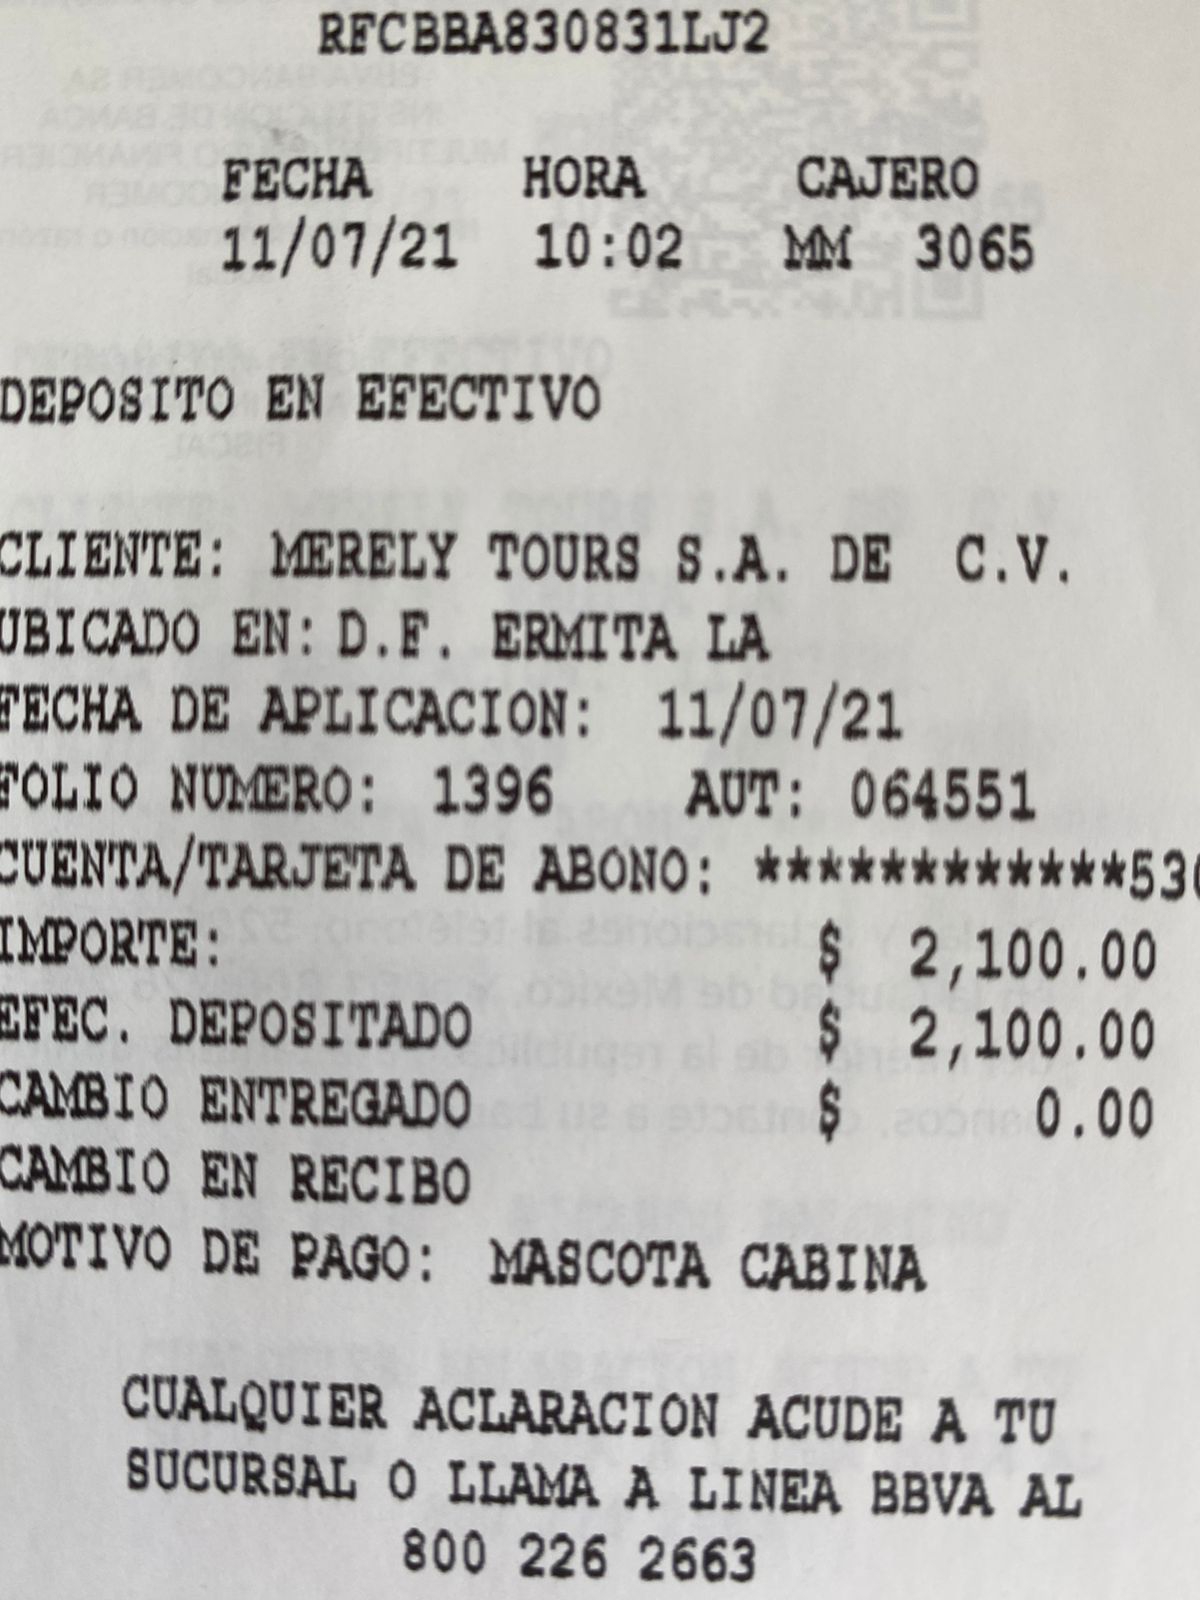 RFCBBA830831LJ2
FECHA HORA CAJERO
11/07/21 10:02 MM 3065
DEPOSITO EN EFECTIVO
CLIENTE: MERELY TOURS S.A. DE C.V.
UBICADO EN: D.F. ERMITA LA
FECHA DE APLICACION: 11/07/21
FOLIO NUMERO: 1396 AUT: 064551
CUENTA/TARJETA DE ABONO: ************530
IMPORTE: $ 2,100.00
EFEC. DEPOSITADO $ 2,100.00
CAMBIO ENTREGADO $ 0.00
CAMBIO EN RECIBO
MOTIVO DE PAGO: MASCOTA CABINA
CUALQUIER ACLARACION ACUDE A TU
SUCURSAL O LLAMA A LINEA BBVA AL
800 226 2663